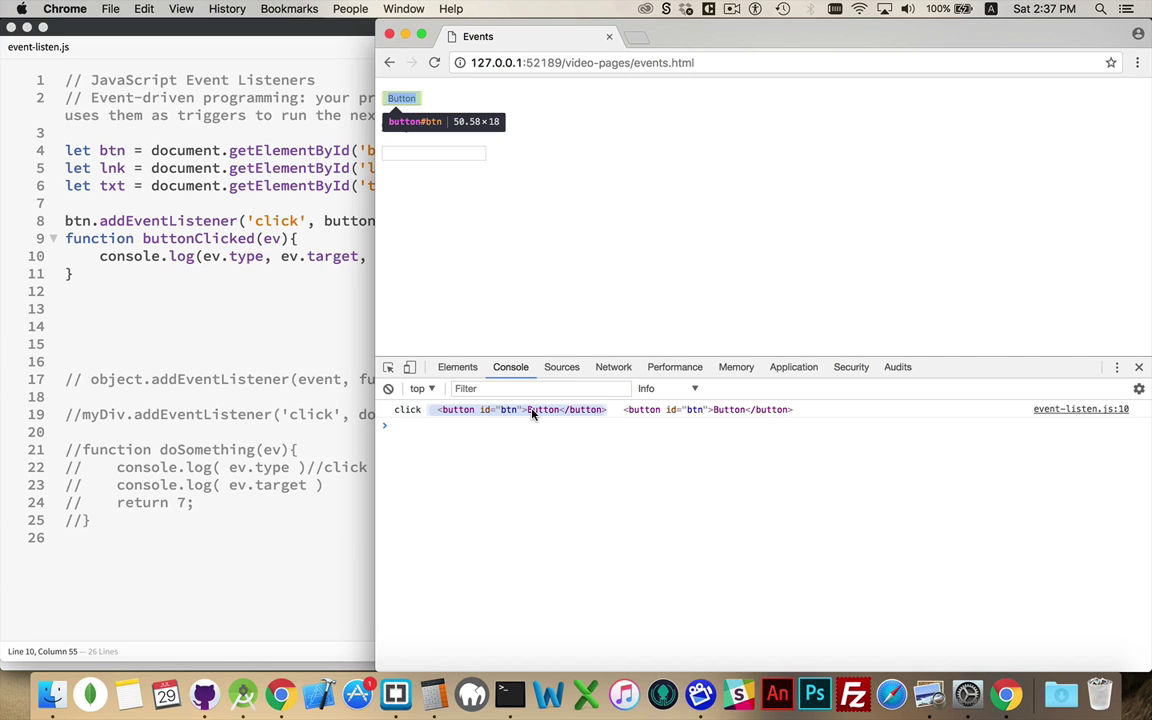 Chrome File Edit View History Bookmarks People Window Help 100% Sat 2:37 PM
event-listen.js
1 // JavaScript Event Listeners
2 // Event-driven programming: your pr
uses them as triggers to run the nex
3
4 let btn = document.getElementById('b
5 let lnk = document.getElementById('l
6 let txt = document.getElementById('t
7
8 btn.addEventListener('click', button
9 function buttonClicked(ev){
10 console.log(ev.type, ev.target,
11 }
12
13
14
15
16
17 // object.addEventListener(event, fu
18
19 //myDiv.addEventListener('click', do
20
21 //function doSomething(ev){
22 // console.log( ev.type )//click
23 // console.log( ev.target )
24 // return 7;
25 //}
26
Line 10, Column 55 — 26 Lines
Events
127.0.0.1:52189/video-pages/events.html
Button
button#btn 50.58×18
Elements Console Sources Network Performance Memory Application Security Audits
top Filter Info
click <button id="btn">Button</button> <button id="btn">Button</button> event-listen.js:10
JUL 29 1 An Ps Fz